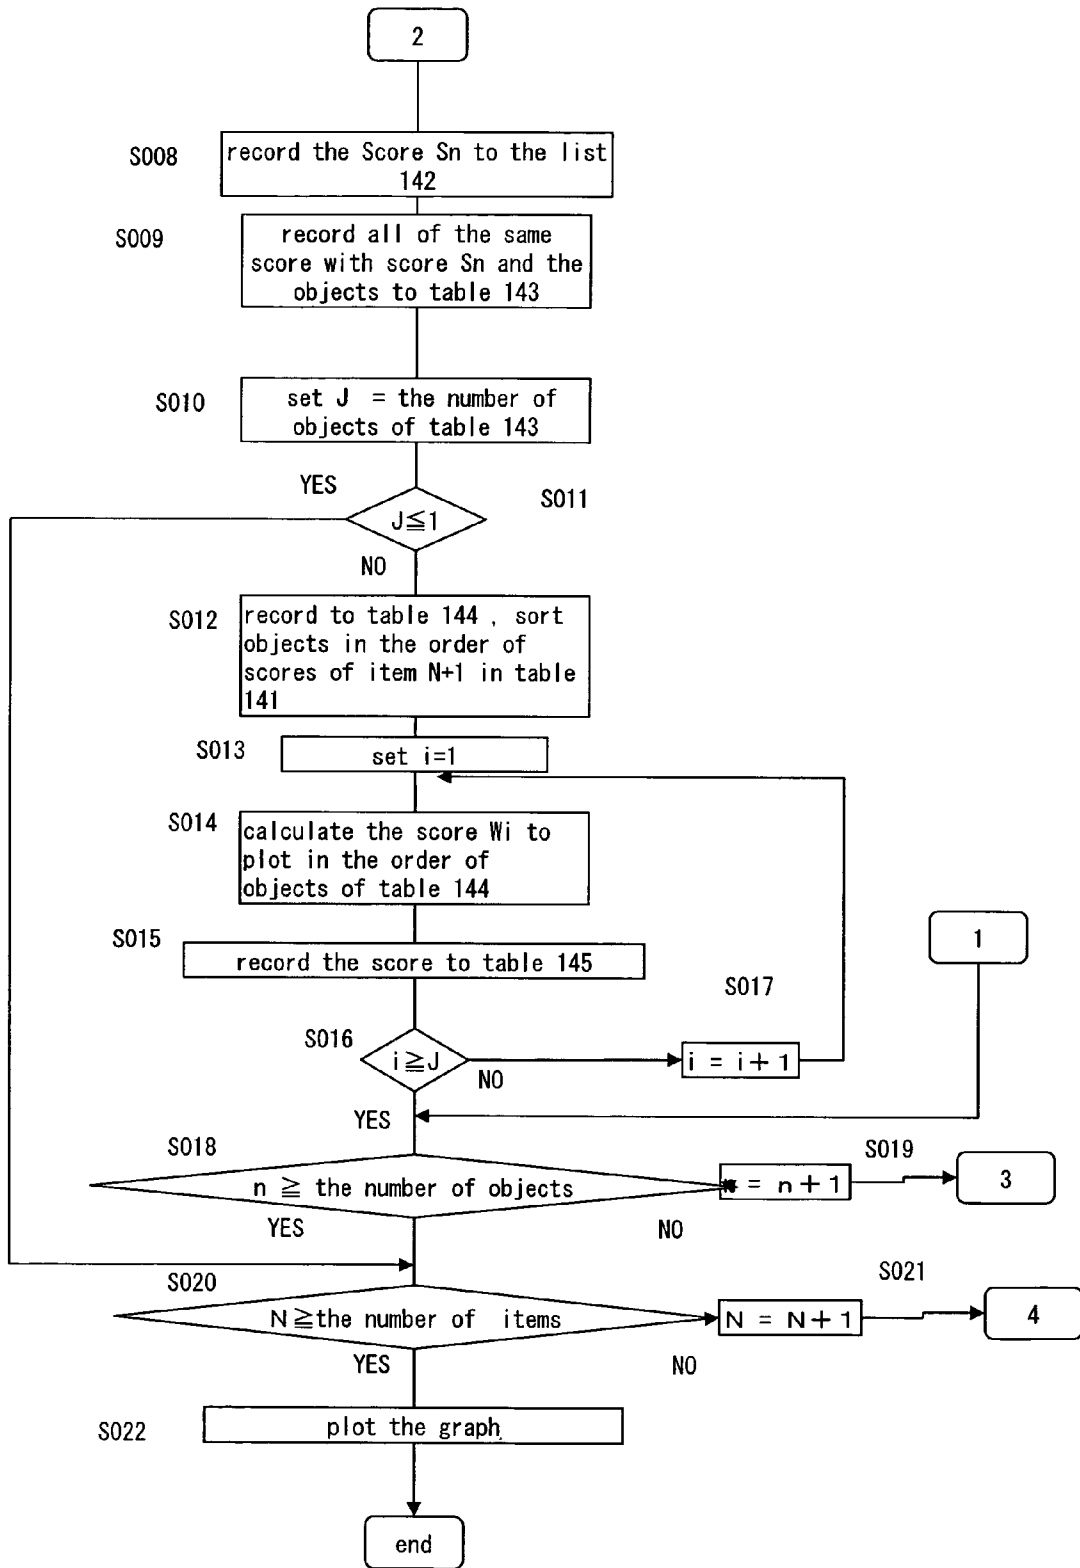 2
S008
record the Score Sn to the list
142
S009
record all of the same
score with score Sn and the
objects to table 143
S010
set J = the number of
objects of table 143
YES
S011
J≦1
NO
S012
record to table 144 , sort
objects in the order of
scores of item N+1 in table
141
S013
set i=1
S014
calculate the score Wi to
plot in the order of
objects of table 144
S015
record the score to table 145
1
S017
S016
i≧J
NO
i = i + 1
YES
S018
S019
n ≧ the number of objects
= n + 1
3
YES
NO
S020
S021
N ≧the number of items
N = N + 1
4
YES
NO
S022
plot the graph
end